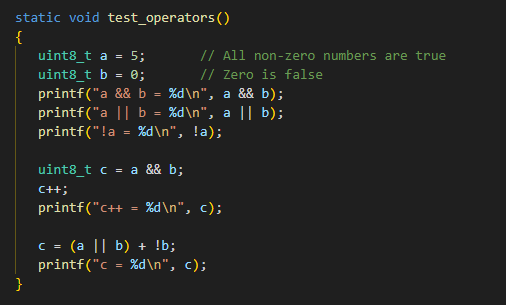 static void test_operators()
{
uint8_t a = 5; // All non-zero numbers are true
uint8_t b = 0; // Zero is false
printf("a && b = %d\n", a && b);
printf("a || b = %d\n", a || b);
printf("!a = %d\n", !a);
uint8_t c = a && b;
c++;
printf("c++ = %d\n", c);
c = (a || b) + !b;
printf("c = %d\n", c);
}